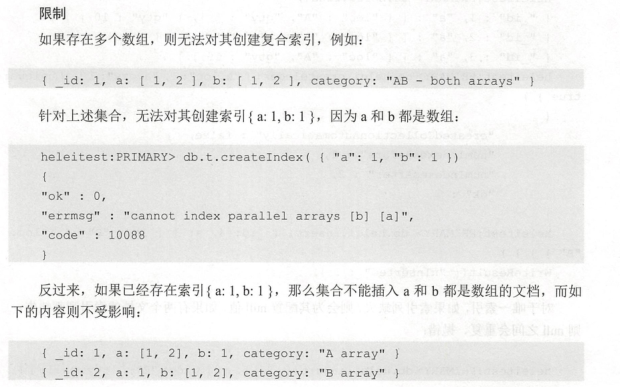 限制
如果存在多个数组，则无法对其创建复合索引，例如：
{ _id: 1, a: [ 1, 2 ], b: [ 1, 2 ], category: "AB - both arrays" }
针对上述集合，无法对其创建索引{ a: 1, b: 1 }，因为 a 和 b 都是数组：
heleitest:PRIMARY> db.t.createIndex( { "a": 1, "b": 1 })
{
"ok" : 0,
"errmsg" : "cannot index parallel arrays [b] [a]",
"code" : 10088
}
反过来，如果已经存在索引{ a: 1, b: 1 }，那么集合不能插入 a 和 b 都是数组的文档，而如
下的内容则不受影响：
{ _id: 1, a: [1, 2], b: 1, category: "A array" }
{ _id: 2, a: 1, b: [1, 2], category: "B array" }